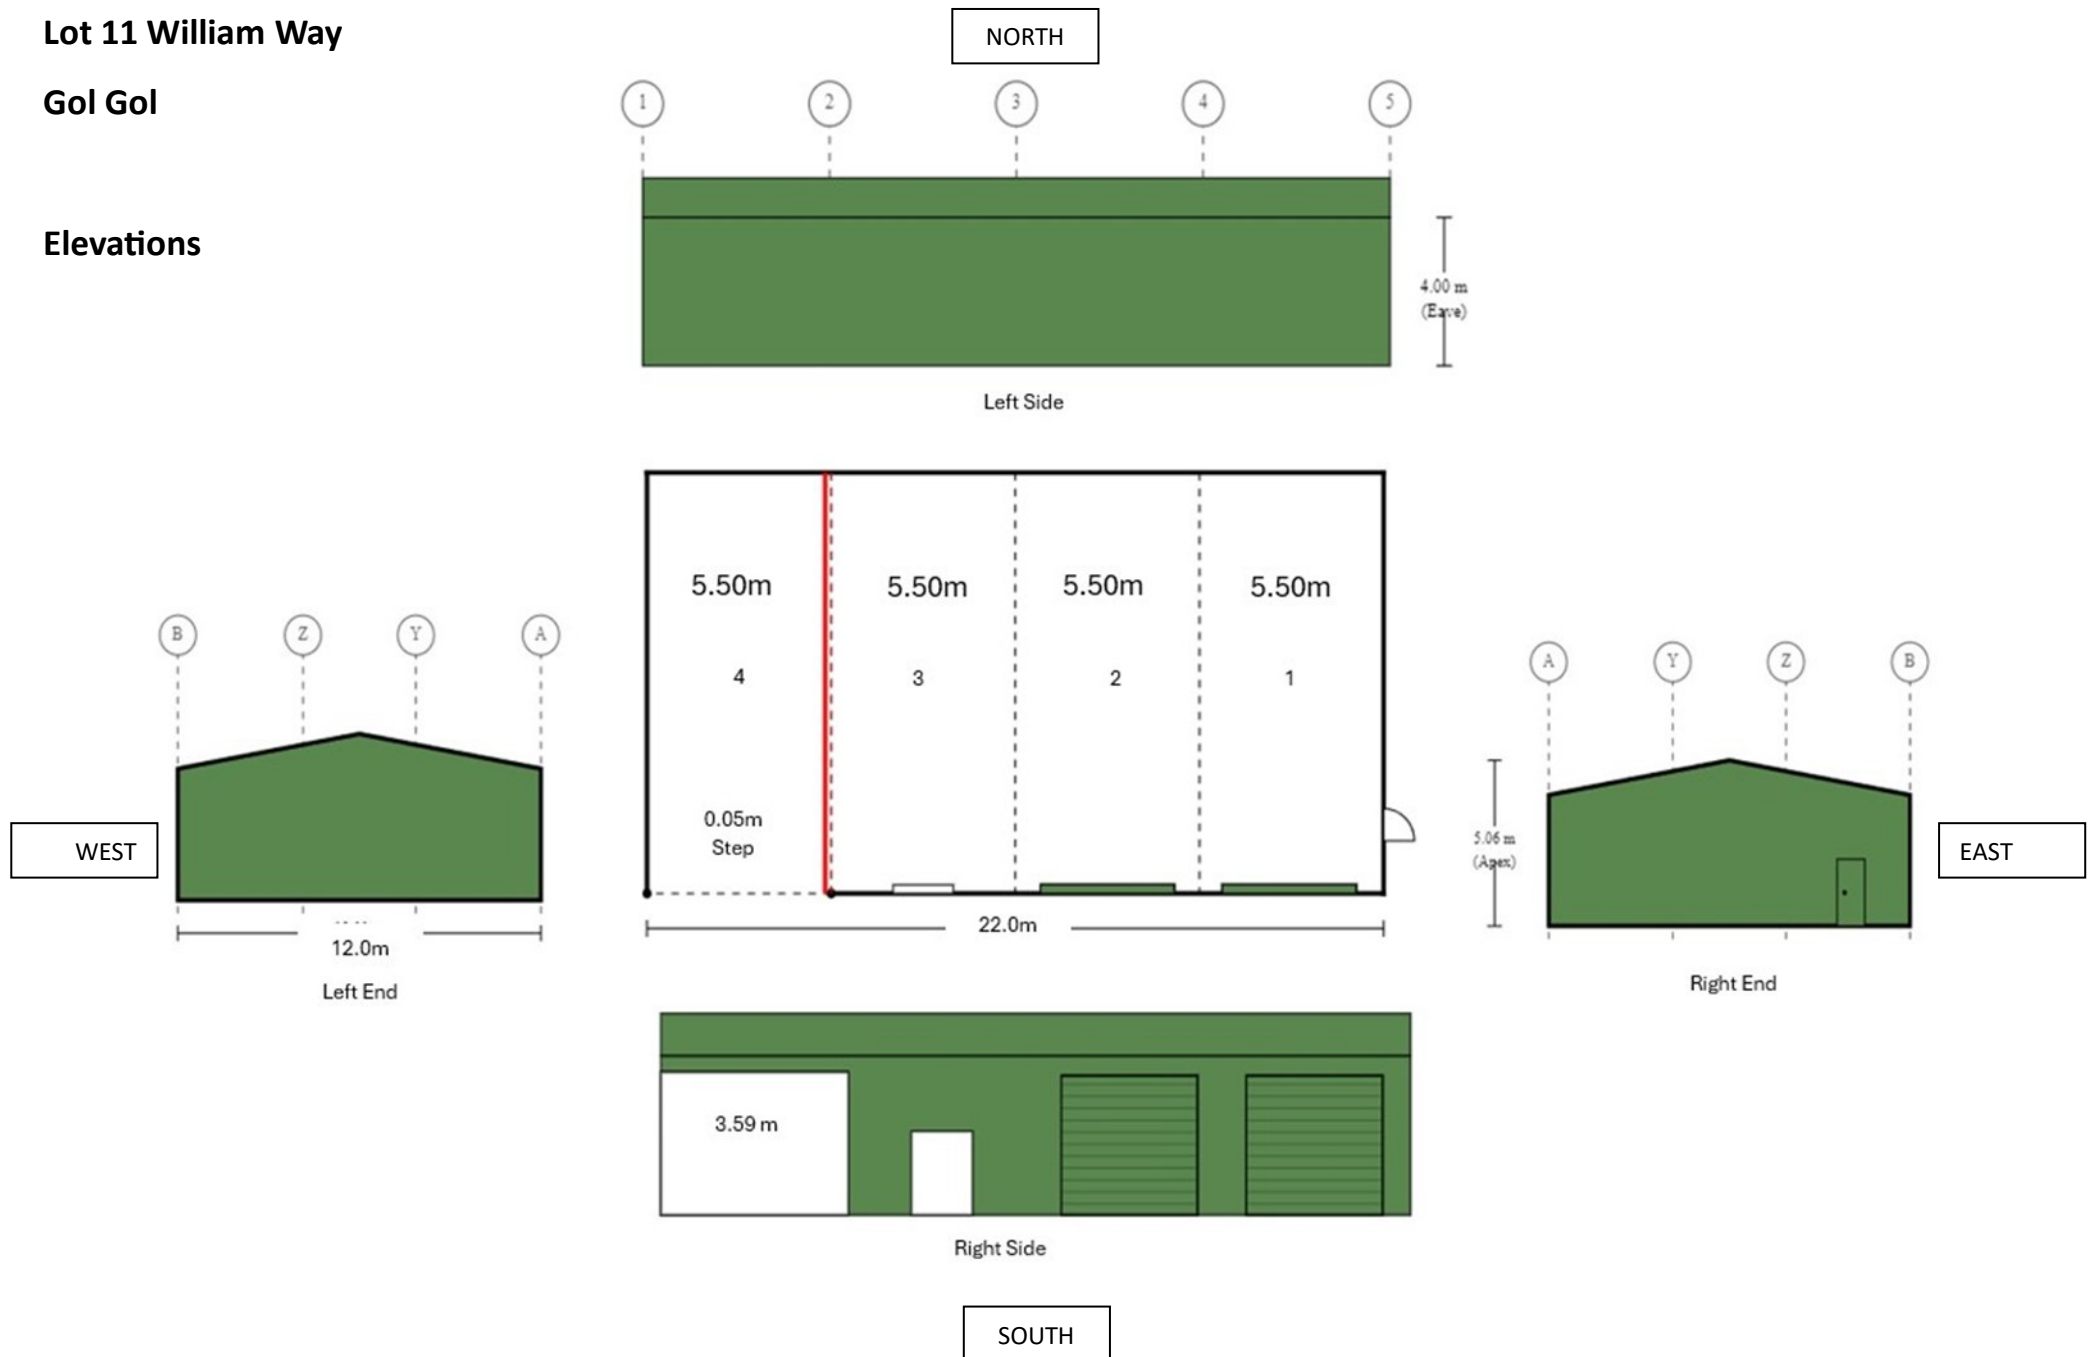 Lot 11 William Way
NORTH
Gol Gol
1 2 3 4 5
Elevations
4.00 m
(Eave)
Left Side
5.50m 5.50m 5.50m 5.50m
4 3 2 1
B Z Y A
A Y Z B
0.05m
Step
WEST
5.06 m
(Apex)
EAST
22.0m
12.0m
Left End
Right End
3.59 m
Right Side
SOUTH